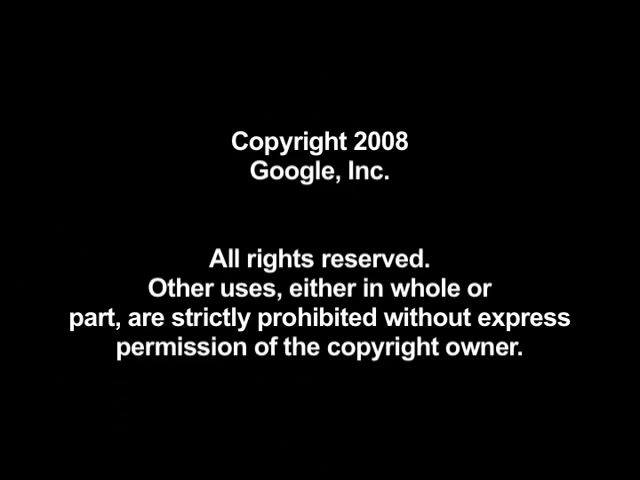 Copyright 2008
Google, Inc.
All rights reserved.
Other uses, either in whole or
part, are strictly prohibited without express
permission of the copyright owner.